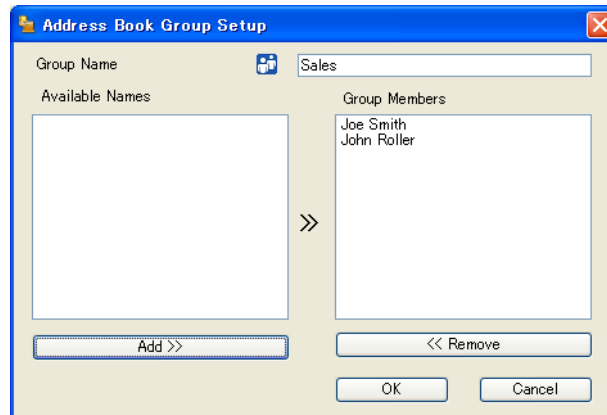 Address Book Group Setup
Group Name
Sales
Available Names
Group Members
Joe Smith
John Roller
Add >>
<< Remove
OK
Cancel